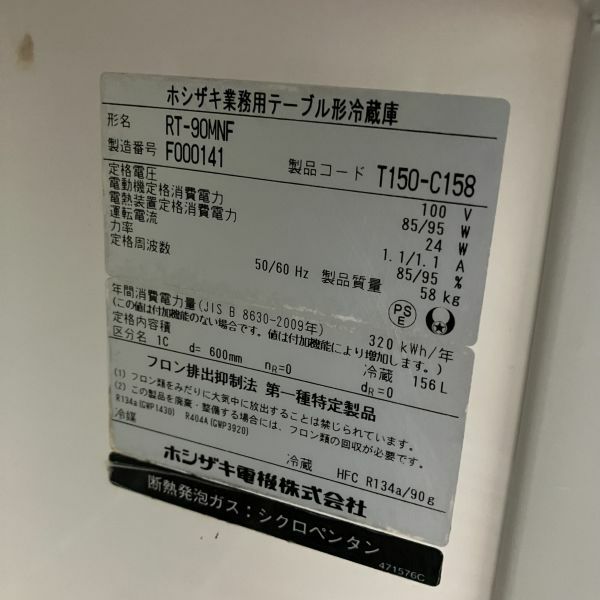 ホシザキ業務用テーブル形冷蔵庫
形名 RT-90MNF
製造番号 F000141 製品コード T150-C158
定格電圧 100 V
電動機定格消費電力 85/95 W
電熱装置定格消費電力 24 W
運転電流 1.1/1.1 A
力率 85/95 %
定格周波数 50/60 Hz 製品質量 58 kg
PS E
年間消費電力量(JIS B 8630-2009年) 320 kWh/年
(この値は付加機能のない場合です。値は付加機能により増加します。)
定格内容積 冷蔵 156 L
区分名 1C d= 600mm nR=0 dR=0
フロン排出抑制法 第一種特定製品
(1) フロン類をみだりに大気中に放出することは禁じられています。
(2) この製品を廃棄・整備する場合には、フロン類の回収が必要です。
R134a(GWP1430) R404A(GWP3920)
冷媒 冷蔵 HFC R134a/90g
ホシザキ電機株式会社
断熱発泡ガス:シクロペンタン
471576C